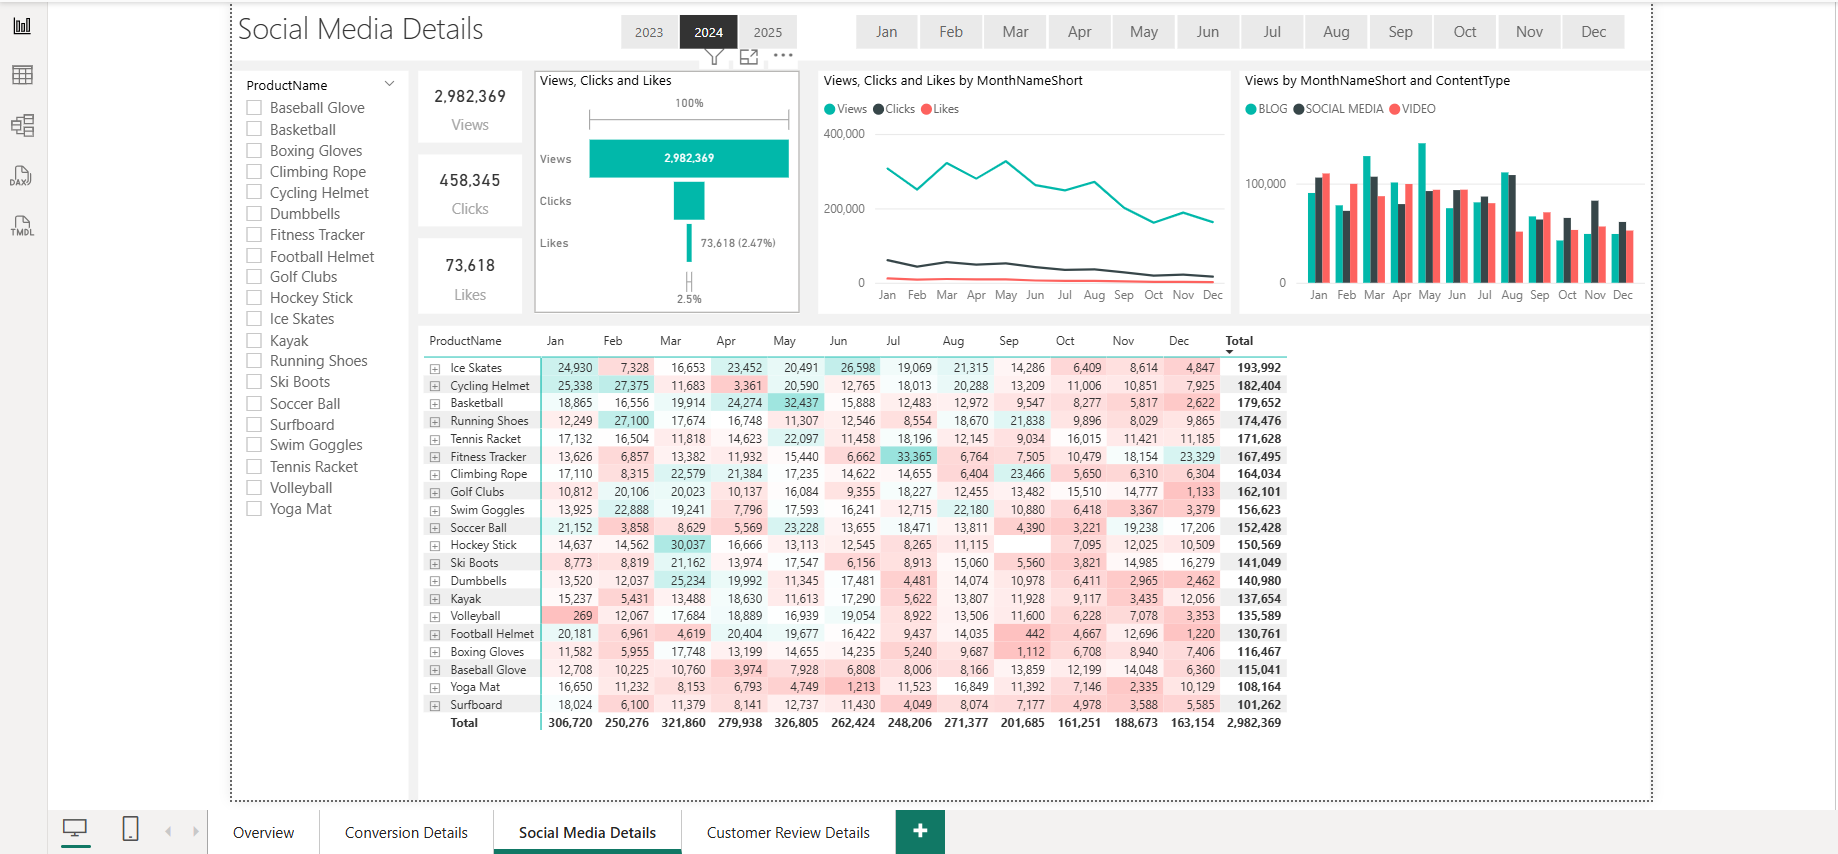 Social Media Details
2023 2024 2025
Jan Feb Mar Apr May Jun Jul Aug Sep Oct Nov Dec
DAX
TMDL
ProductName
Baseball Glove
Basketball
Boxing Gloves
Climbing Rope
Cycling Helmet
Dumbbells
Fitness Tracker
Football Helmet
Golf Clubs
Hockey Stick
Ice Skates
Kayak
Running Shoes
Ski Boots
Soccer Ball
Surfboard
Swim Goggles
Tennis Racket
Volleyball
Yoga Mat
2,982,369
Views
458,345
Clicks
73,618
Likes
Views, Clicks and Likes
100%
Views 2,982,369
Clicks
Likes 73,618 (2.47%)
2.5%
Views, Clicks and Likes by MonthNameShort
Views Clicks Likes
400,000
200,000
0
Jan Feb Mar Apr May Jun Jul Aug Sep Oct Nov Dec
Views by MonthNameShort and ContentType
BLOG SOCIAL MEDIA VIDEO
100,000
0
Jan Feb Mar Apr May Jun Jul Aug Sep Oct Nov Dec
ProductName Jan Feb Mar Apr May Jun Jul Aug Sep Oct Nov Dec Total
Ice Skates 24,930 7,328 16,653 23,452 20,491 26,598 19,069 21,315 14,286 6,409 8,614 4,847 193,992
Cycling Helmet 25,338 27,375 11,683 3,361 20,590 12,765 18,013 20,288 13,209 11,006 10,851 7,925 182,404
Basketball 18,865 16,556 19,914 24,274 32,437 15,888 12,483 12,972 9,547 8,277 5,817 2,622 179,652
Running Shoes 12,249 27,100 17,674 16,748 11,307 12,546 8,554 18,670 21,838 9,896 8,029 9,865 174,476
Tennis Racket 17,132 16,504 11,818 14,623 22,097 11,458 18,196 12,145 9,034 16,015 11,421 11,185 171,628
Fitness Tracker 13,626 6,857 13,382 11,932 15,440 6,662 33,365 6,764 7,505 10,479 18,154 23,329 167,495
Climbing Rope 17,110 8,315 22,579 21,384 17,235 14,622 14,655 6,404 23,466 5,650 6,310 6,304 164,034
Golf Clubs 10,812 20,106 20,023 10,137 16,084 9,355 18,227 12,455 13,482 15,510 14,777 1,133 162,101
Swim Goggles 13,925 22,888 19,241 7,796 17,593 16,241 12,715 22,180 10,880 6,418 3,367 3,379 156,623
Soccer Ball 21,152 3,858 8,629 5,569 23,228 13,655 18,471 13,811 4,390 3,221 19,238 17,206 152,428
Hockey Stick 14,637 14,562 30,037 16,666 13,113 12,545 8,265 11,115 7,095 12,025 10,509 150,569
Ski Boots 8,773 8,819 21,162 13,974 17,547 6,156 8,913 15,060 5,560 3,821 14,985 16,279 141,049
Dumbbells 13,520 12,037 25,234 19,992 11,345 17,481 4,481 14,074 10,978 6,411 2,965 2,462 140,980
Kayak 15,237 5,431 13,488 18,630 11,613 17,290 5,622 13,807 11,928 9,117 3,435 12,056 137,654
Volleyball 269 12,067 17,684 18,889 16,939 19,054 8,922 13,506 11,600 6,228 7,078 3,353 135,589
Football Helmet 20,181 6,961 4,619 20,404 19,677 16,422 9,437 14,035 442 4,667 12,696 1,220 130,761
Boxing Gloves 11,582 5,955 17,748 13,199 14,655 14,235 5,240 9,687 1,112 6,708 8,940 7,406 116,467
Baseball Glove 12,708 10,225 10,760 3,974 7,928 6,808 8,006 8,166 13,859 12,199 14,048 6,360 115,041
Yoga Mat 16,650 11,232 8,153 6,793 4,749 1,213 11,523 16,849 11,392 7,146 2,335 10,129 108,164
Surfboard 18,024 6,100 11,379 8,141 12,737 11,430 4,049 8,074 7,177 4,978 3,588 5,585 101,262
Total 306,720 250,276 321,860 279,938 326,805 262,424 248,206 271,377 201,685 161,251 188,673 163,154 2,982,369
Overview Conversion Details Social Media Details Customer Review Details +